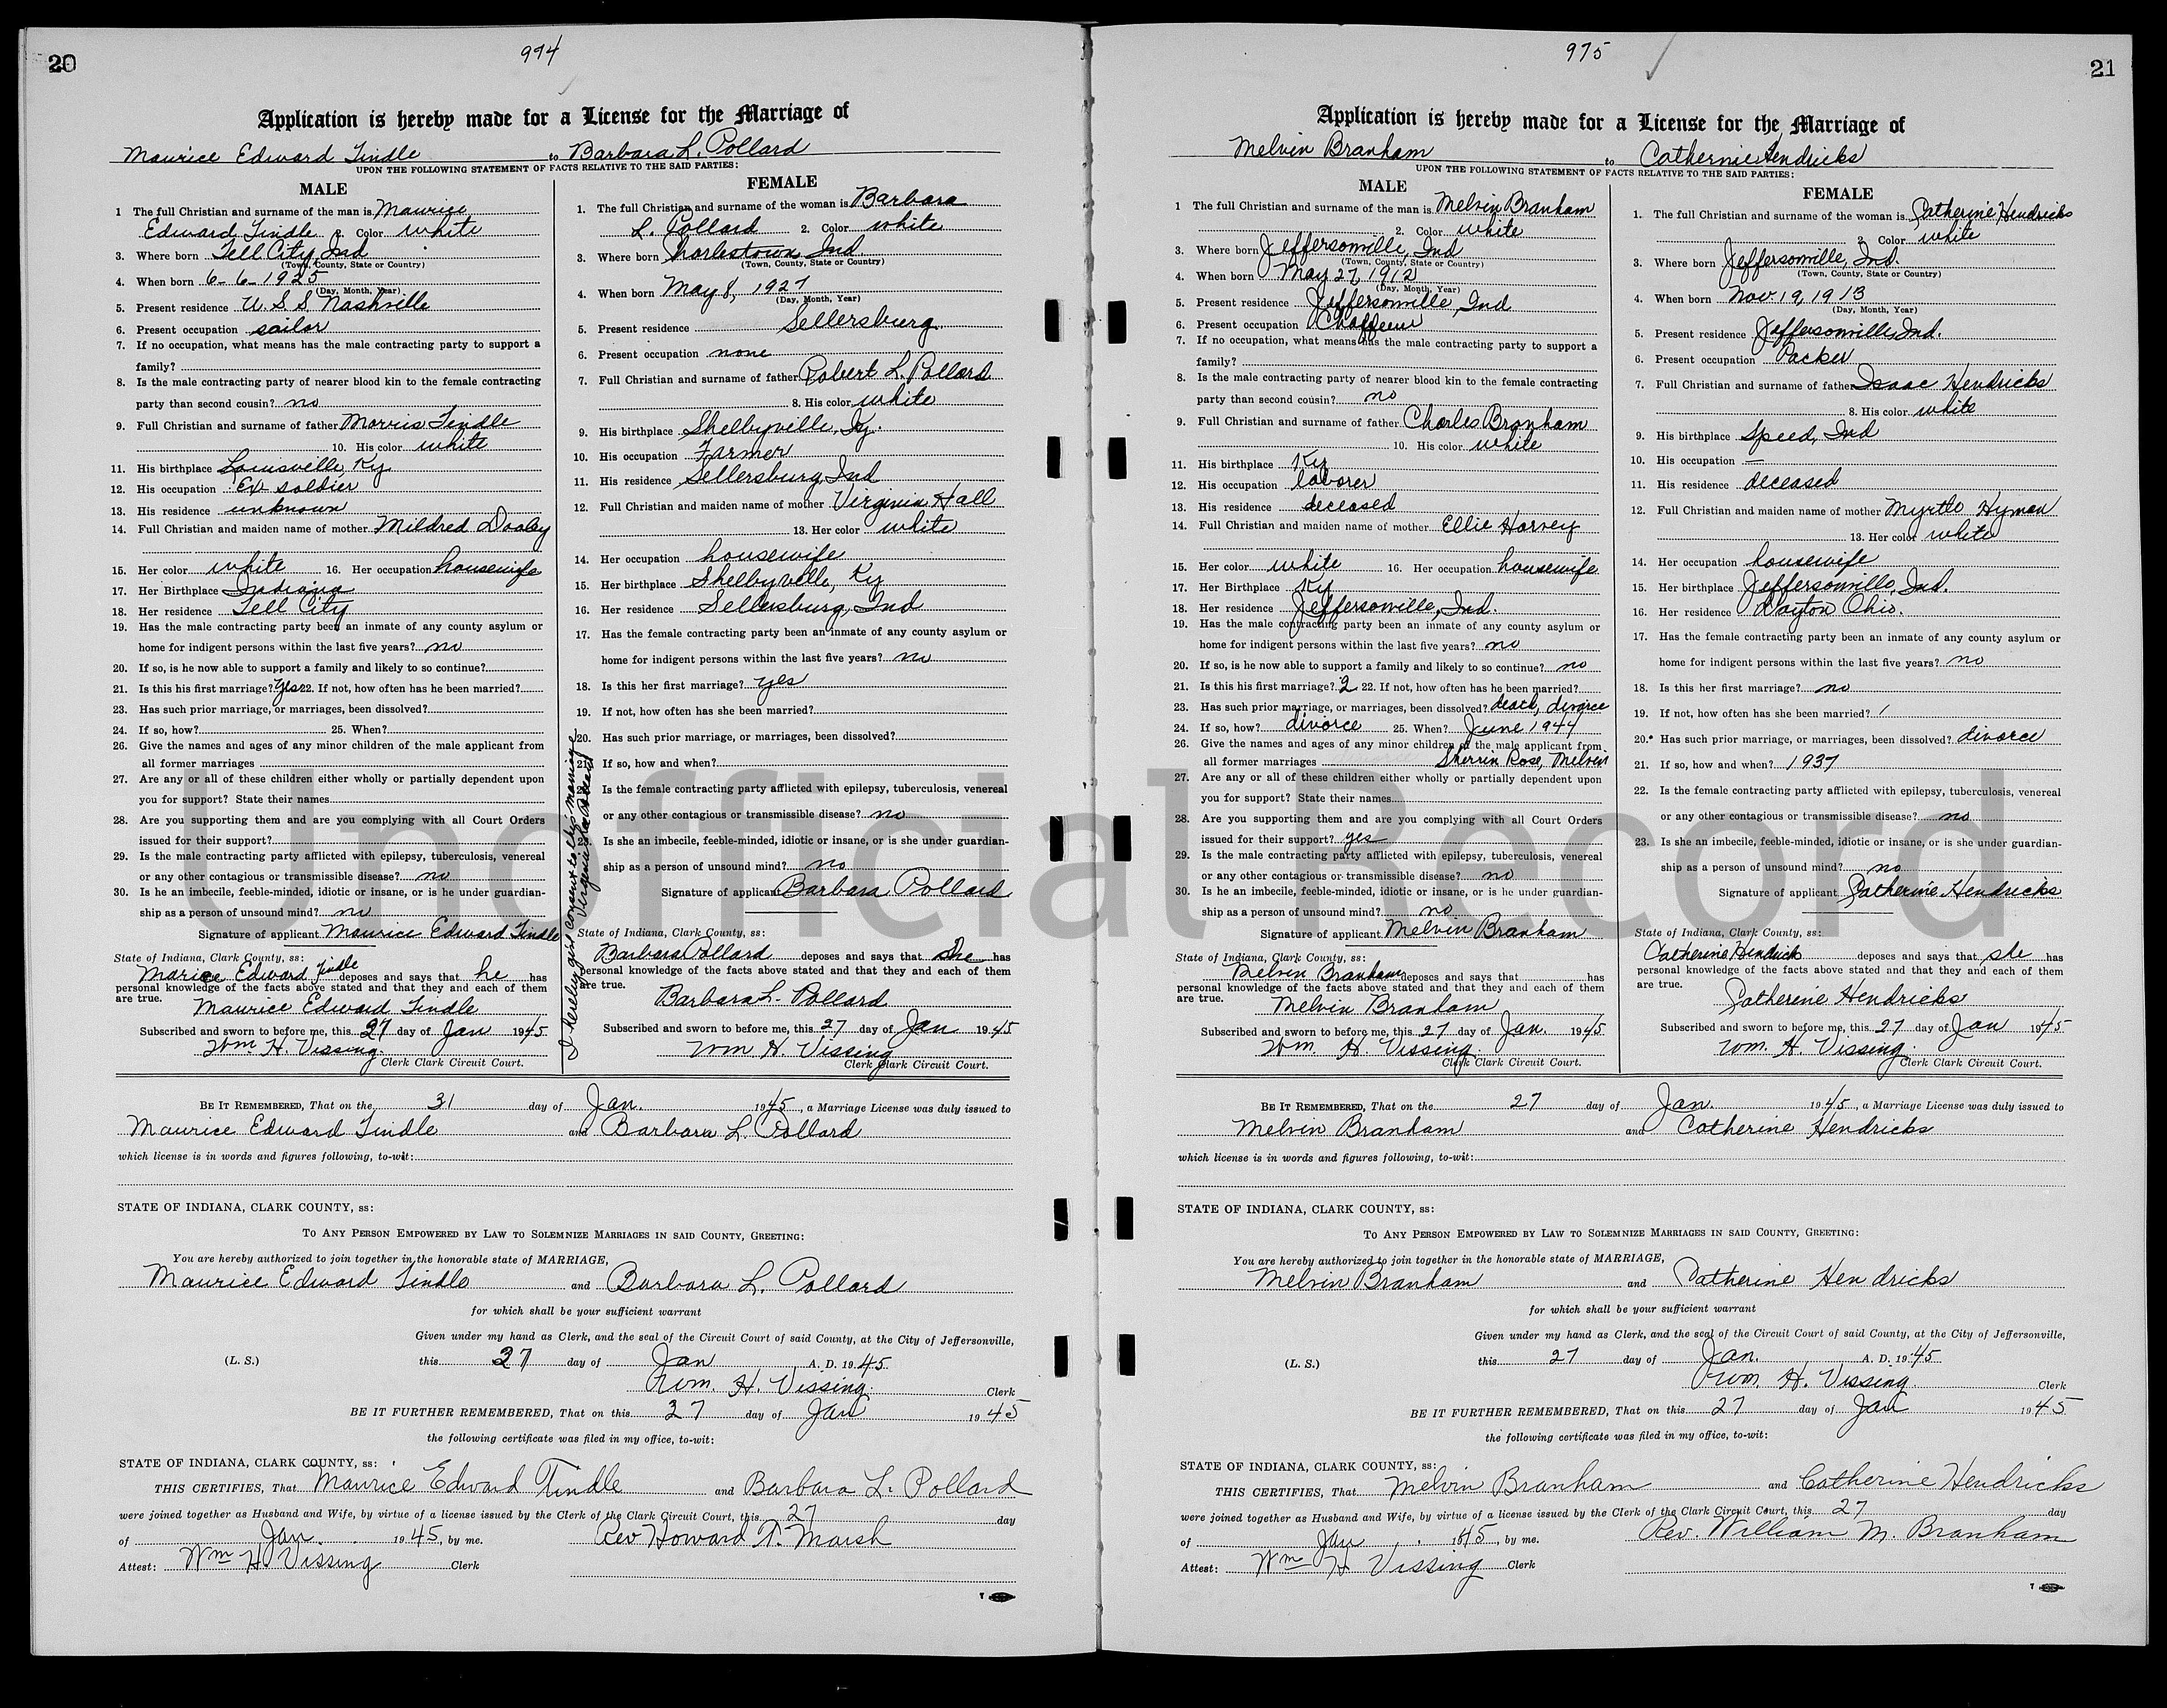 20
974
Application is hereby made for a License for the Marriage of
Maurice Edward Tindle to Barbara L. Pollard
UPON THE FOLLOWING STATEMENT OF FACTS RELATIVE TO THE SAID PARTIES:
MALE
1 The full Christian and surname of the man is Maurice
Edward Tindle 2. Color white
3. Where born Tell City, Ind
(Town, County, State or Country)
4. When born 6-6-1925
(Day, Month, Year)
5. Present residence U.S.S. Nashville
6. Present occupation sailor
7. If no occupation, what means has the male contracting party to support a
family?
8. Is the male contracting party of nearer blood kin to the female contracting
party than second cousin? no
9. Full Christian and surname of father Morris Tindle
10. His color white
11. His birthplace Louisville, Ky.
12. His occupation Ex soldier
13. His residence unknown
14. Full Christian and maiden name of mother Mildred Dooley
15. Her color white 16. Her occupation housewife
17. Her Birthplace Indiana
18. Her residence Tell City
19. Has the male contracting party been an inmate of any county asylum or
home for indigent persons within the last five years? no
20. If so, is he now able to support a family and likely to so continue?
21. Is this his first marriage? Yes 22. If not, how often has he been married?
23. Has such prior marriage, or marriages, been dissolved?
24. If so, how? 25. When?
26. Give the names and ages of any minor children of the male applicant from
all former marriages
27. Are any or all of these children either wholly or partially dependent upon
you for support? State their names
28. Are you supporting them and are you complying with all Court Orders
issued for their support?
29. Is the male contracting party afflicted with epilepsy, tuberculosis, venereal
or any other contagious or transmissible disease? no
30. Is he an imbecile, feeble-minded, idiotic or insane, or is he under guardian-
ship as a person of unsound mind? no
Signature of applicant Maurice Edward Tindle
State of Indiana, Clark County, ss:
Marice Edward Tindle deposes and says that he has
personal knowledge of the facts above stated and that they and each of them
are true.
Maurice Edward Tindle
Subscribed and sworn to before me, this 27 day of Jan 1945
Wm. H. Vissing
Clerk Clark Circuit Court.
FEMALE
1. The full Christian and surname of the woman is Barbara
L. Pollard 2. Color white
3. Where born Charlestown, Ind.
(Town, County, State or Country)
4. When born May 8, 1927
(Day, Month, Year)
5. Present residence Sellersburg
6. Present occupation none
7. Full Christian and surname of father Robert L. Pollard
8. His color white
9. His birthplace Shelbyville, Ky.
10. His occupation Farmer
11. His residence Sellersburg, Ind
12. Full Christian and maiden name of mother Virginia Hall
13. Her color white
14. Her occupation housewife
15. Her birthplace Shelbyville, Ky
16. Her residence Sellersburg, Ind
17. Has the female contracting party been an inmate of any county asylum or
home for indigent persons within the last five years? no
18. Is this her first marriage? yes
19. If not, how often has she been married?
20. Has such prior marriage, or marriages, been dissolved?
21. If so, how and when?
22. Is the female contracting party afflicted with epilepsy, tuberculosis, venereal
or any other contagious or transmissible disease? no
Is she an imbecile, feeble-minded, idiotic or insane, or is she under guardian-
ship as a person of unsound mind? no
Signature of applicant Barbara Pollard
State of Indiana, Clark County, ss:
Barbara Pollard deposes and says that she has
personal knowledge of the facts above stated and that they and each of them
are true.
Barbara L. Pollard
Subscribed and sworn to before me, this 27 day of Jan 1945
Wm H. Vissing
Clerk Clark Circuit Court.
I hereby give consent to this marriage
Virginia Pollard
BE IT REMEMBERED, That on the 31 day of Jan. 1945, a Marriage License was duly issued to
Maurice Edward Tindle and Barbara L. Pollard
which license is in words and figures following, to-wit:
STATE OF INDIANA, CLARK COUNTY, ss:
TO ANY PERSON EMPOWERED BY LAW TO SOLEMNIZE MARRIAGES IN SAID COUNTY, GREETING:
You are hereby authorized to join together in the honorable state of MARRIAGE,
Maurice Edward Tindle and Barbara L. Pollard
for which shall be your sufficient warrant
Given under my hand as Clerk, and the seal of the Circuit Court of said County, at the City of Jeffersonville,
(L. S.) this 27 day of Jan A. D. 1945
Wm. H. Vissing Clerk
BE IT FURTHER REMEMBERED, That on this 27 day of Jan 1945
the following certificate was filed in my office, to-wit:
STATE OF INDIANA, CLARK COUNTY, ss:
THIS CERTIFIES, That Maurice Edward Tindle and Barbara L. Pollard
were joined together as Husband and Wife, by virtue of a license issued by the Clerk of the Clark Circuit Court, this 27 day
of Jan. 1945, by me. Rev Howard T. Marsh
Attest: Wm H. Vissing Clerk
21
975
Application is hereby made for a License for the Marriage of
Melvin Branham to Catherine Hendricks
UPON THE FOLLOWING STATEMENT OF FACTS RELATIVE TO THE SAID PARTIES:
MALE
1 The full Christian and surname of the man is Melvin Branham
2. Color white
3. Where born Jeffersonville, Ind
(Town, County, State or Country)
4. When born May 27, 1912
(Day, Month, Year)
5. Present residence Jeffersonville, Ind
6. Present occupation Chaffeur
7. If no occupation, what means has the male contracting party to support a
family?
8. Is the male contracting party of nearer blood kin to the female contracting
party than second cousin? no
9. Full Christian and surname of father Charles Branham
10. His color white
11. His birthplace Ky
12. His occupation laborer
13. His residence deceased
14. Full Christian and maiden name of mother Ellie Harvey
15. Her color white 16. Her occupation housewife
17. Her Birthplace Ky
18. Her residence Jeffersonville, Ind.
19. Has the male contracting party been an inmate of any county asylum or
home for indigent persons within the last five years? no
20. If so, is he now able to support a family and likely to so continue? no
21. Is this his first marriage? 2 22. If not, how often has he been married?
23. Has such prior marriage, or marriages, been dissolved? death, divorce
24. If so, how? divorce 25. When? June 1944
26. Give the names and ages of any minor children of the male applicant from
all former marriages Sherrin Rose, Melvin
27. Are any or all of these children either wholly or partially dependent upon
you for support? State their names
28. Are you supporting them and are you complying with all Court Orders
issued for their support? yes
29. Is the male contracting party afflicted with epilepsy, tuberculosis, venereal
or any other contagious or transmissible disease? no
30. Is he an imbecile, feeble-minded, idiotic or insane, or is he under guardian-
ship as a person of unsound mind? no
Signature of applicant Melvin Branham
State of Indiana, Clark County, ss:
Melvin Branham deposes and says that has
personal knowledge of the facts above stated and that they and each of them
are true.
Melvin Branham
Subscribed and sworn to before me, this 27 day of Jan. 1945
Wm. H. Vissing
Clerk Clark Circuit Court.
FEMALE
1. The full Christian and surname of the woman is Catherine Hendricks
2. Color white
3. Where born Jeffersonville, Ind.
(Town, County, State or Country)
4. When born Nov. 19, 1913
(Day, Month, Year)
5. Present residence Jeffersonville, Ind.
6. Present occupation Packer
7. Full Christian and surname of father Isaac Hendricks
8. His color white
9. His birthplace Speed, Ind
10. His occupation —
11. His residence deceased
12. Full Christian and maiden name of mother Myrtle Hyman
13. Her color white
14. Her occupation housewife
15. Her birthplace Jeffersonville, Ind.
16. Her residence Dayton Ohio.
17. Has the female contracting party been an inmate of any county asylum or
home for indigent persons within the last five years? no
18. Is this her first marriage? no
19. If not, how often has she been married? 1
20. Has such prior marriage, or marriages, been dissolved? divorce
21. If so, how and when? 1937
22. Is the female contracting party afflicted with epilepsy, tuberculosis, venereal
or any other contagious or transmissible disease? no
23. Is she an imbecile, feeble-minded, idiotic or insane, or is she under guardian-
ship as a person of unsound mind? no
Signature of applicant Catherine Hendricks
State of Indiana, Clark County, ss:
Catherine Hendrick deposes and says that she has
personal knowledge of the facts above stated and that they and each of them
are true.
Catherine Hendricks
Subscribed and sworn to before me, this 27 day of Jan 1945
Wm. H. Vissing
Clerk Clark Circuit Court.
BE IT REMEMBERED, That on the 27 day of Jan. 1945, a Marriage License was duly issued to
Melvin Branham and Catherine Hendricks
which license is in words and figures following, to-wit:
STATE OF INDIANA, CLARK COUNTY, ss:
TO ANY PERSON EMPOWERED BY LAW TO SOLEMNIZE MARRIAGES IN SAID COUNTY, GREETING:
You are hereby authorized to join together in the honorable state of MARRIAGE,
Melvin Branham and Catherine Hendricks
for which shall be your sufficient warrant
Given under my hand as Clerk, and the seal of the Circuit Court of said County, at the City of Jeffersonville,
(L. S.) this 27 day of Jan. A. D. 1945
Wm. H. Vissing Clerk
BE IT FURTHER REMEMBERED, That on this 27 day of Jan 1945
the following certificate was filed in my office, to-wit:
STATE OF INDIANA, CLARK COUNTY, ss:
THIS CERTIFIES, That Melvin Branham and Catherine Hendricks
were joined together as Husband and Wife, by virtue of a license issued by the Clerk of the Clark Circuit Court, this 27 day
of Jan 1945, by me. Rev. William M. Branham
Attest: Wm H Vissing Clerk
Unofficial Record